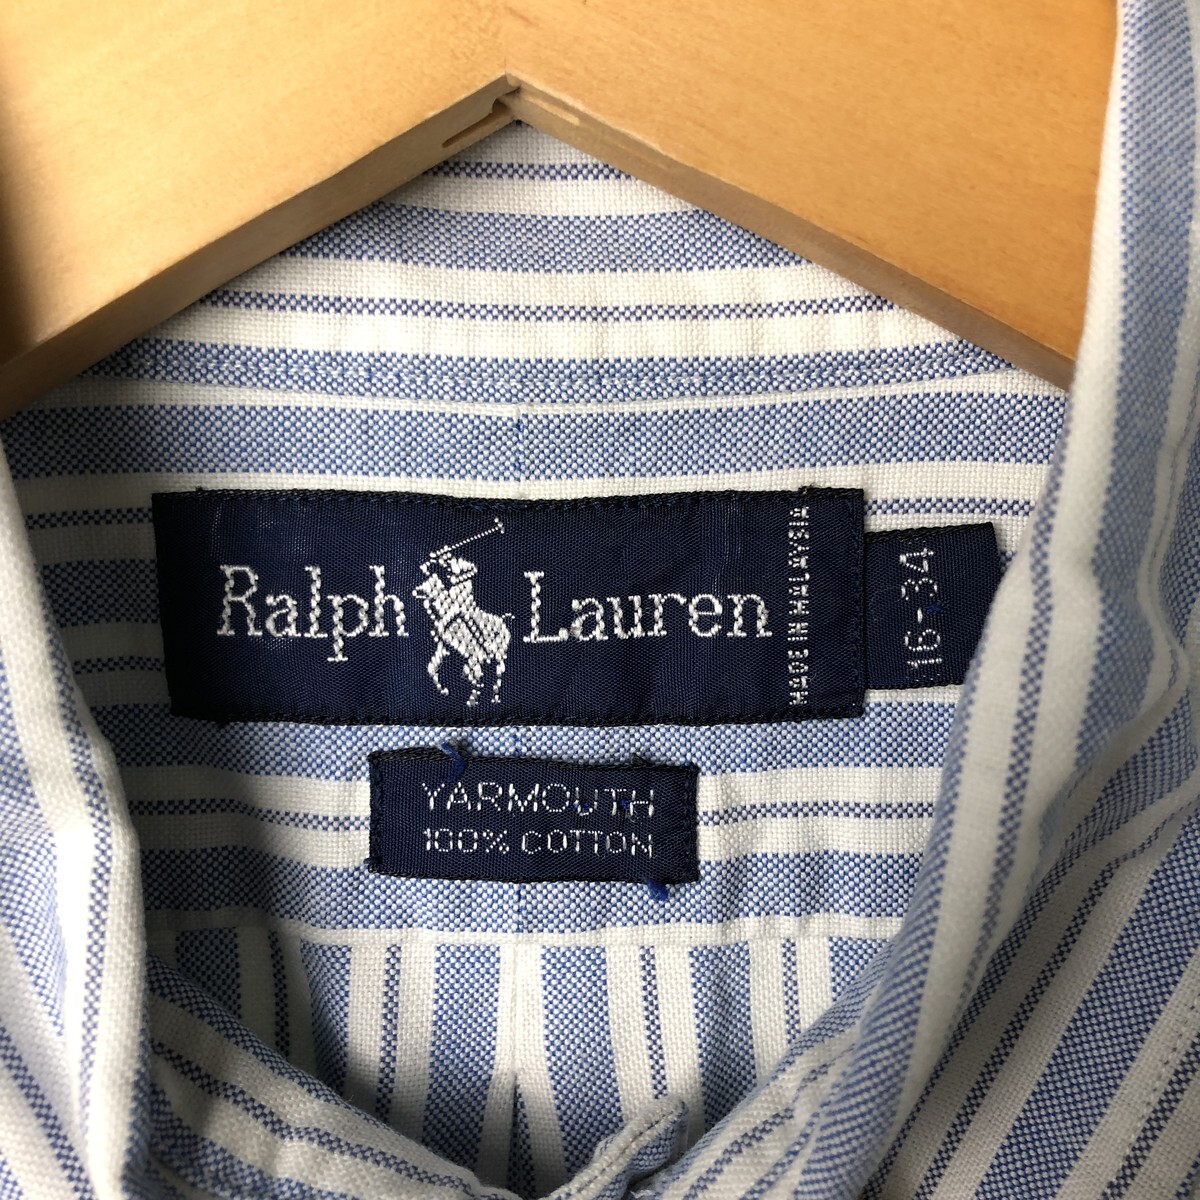 Ralph Lauren
MADE IN MALAYSIA
16-34
YARMOUTH
100% COTTON